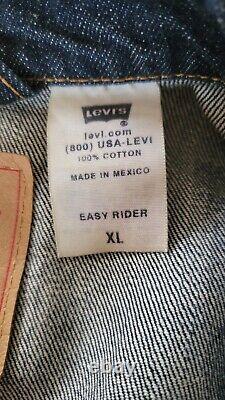 Levi's
®
levi.com
(800) USA-LEVI
100% COTTON
MADE IN MEXICO
EASY RIDER
XL